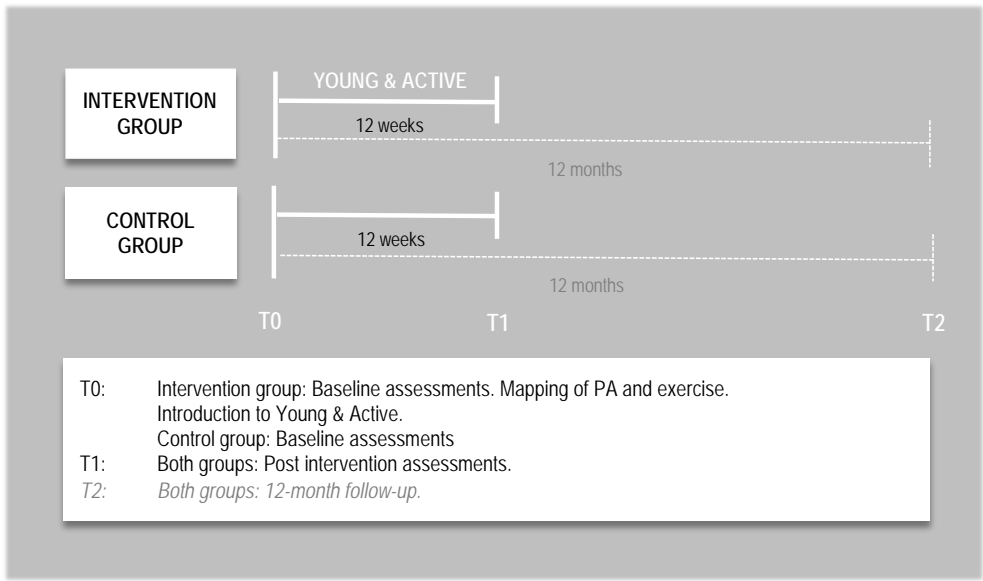 YOUNG & ACTIVE
INTERVENTION
GROUP
12 weeks
12 months
CONTROL
GROUP
12 weeks
12 months
T0 T1 T2
T0: Intervention group: Baseline assessments. Mapping of PA and exercise.
Introduction to Young & Active.
Control group: Baseline assessments
T1: Both groups: Post intervention assessments.
T2: Both groups: 12-month follow-up.